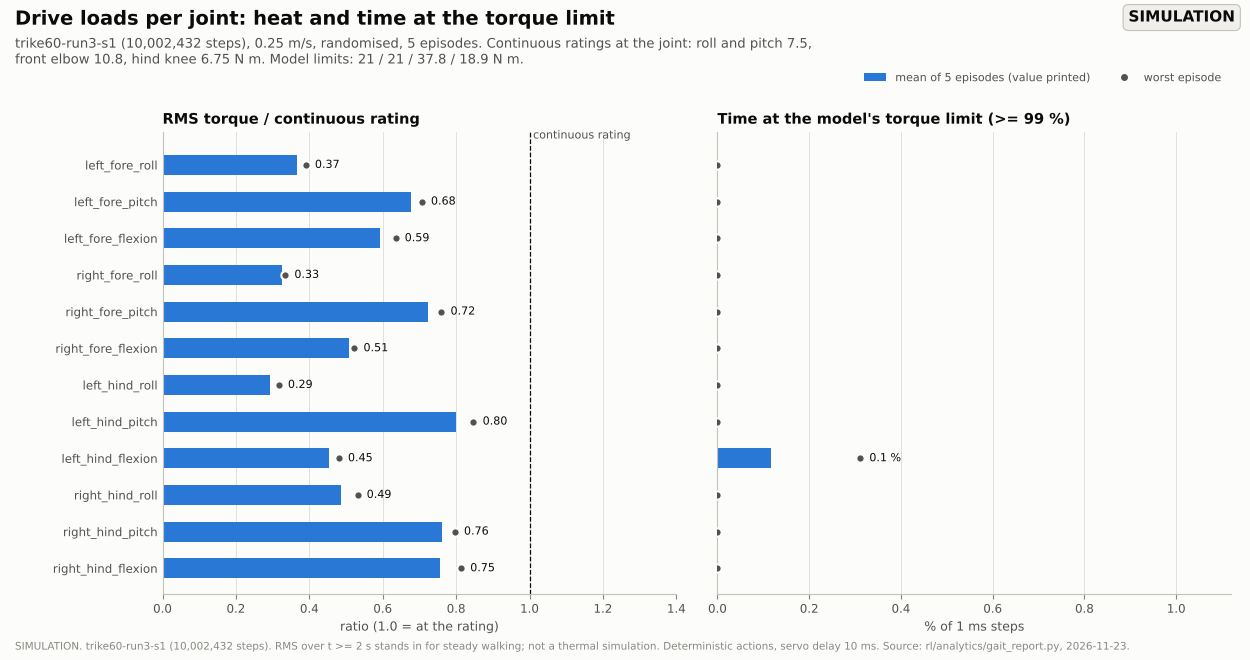 Drive loads per joint: heat and time at the torque limit
SIMULATION
trike60-run3-s1 (10,002,432 steps), 0.25 m/s, randomised, 5 episodes. Continuous ratings at the joint: roll and pitch 7.5,
front elbow 10.8, hind knee 6.75 N m. Model limits: 21 / 21 / 37.8 / 18.9 N m.
mean of 5 episodes (value printed)
worst episode
RMS torque / continuous rating
continuous rating
left_fore_roll
0.37
left_fore_pitch
0.68
left_fore_flexion
0.59
right_fore_roll
0.33
right_fore_pitch
0.72
right_fore_flexion
0.51
left_hind_roll
0.29
left_hind_pitch
0.80
left_hind_flexion
0.45
right_hind_roll
0.49
right_hind_pitch
0.76
right_hind_flexion
0.75
0.0 0.2 0.4 0.6 0.8 1.0 1.2 1.4
ratio (1.0 = at the rating)
Time at the model's torque limit (>= 99 %)
0.1 %
0.0 0.2 0.4 0.6 0.8 1.0
% of 1 ms steps
SIMULATION. trike60-run3-s1 (10,002,432 steps). RMS over t >= 2 s stands in for steady walking; not a thermal simulation. Deterministic actions, servo delay 10 ms. Source: rl/analytics/gait_report.py, 2026-11-23.